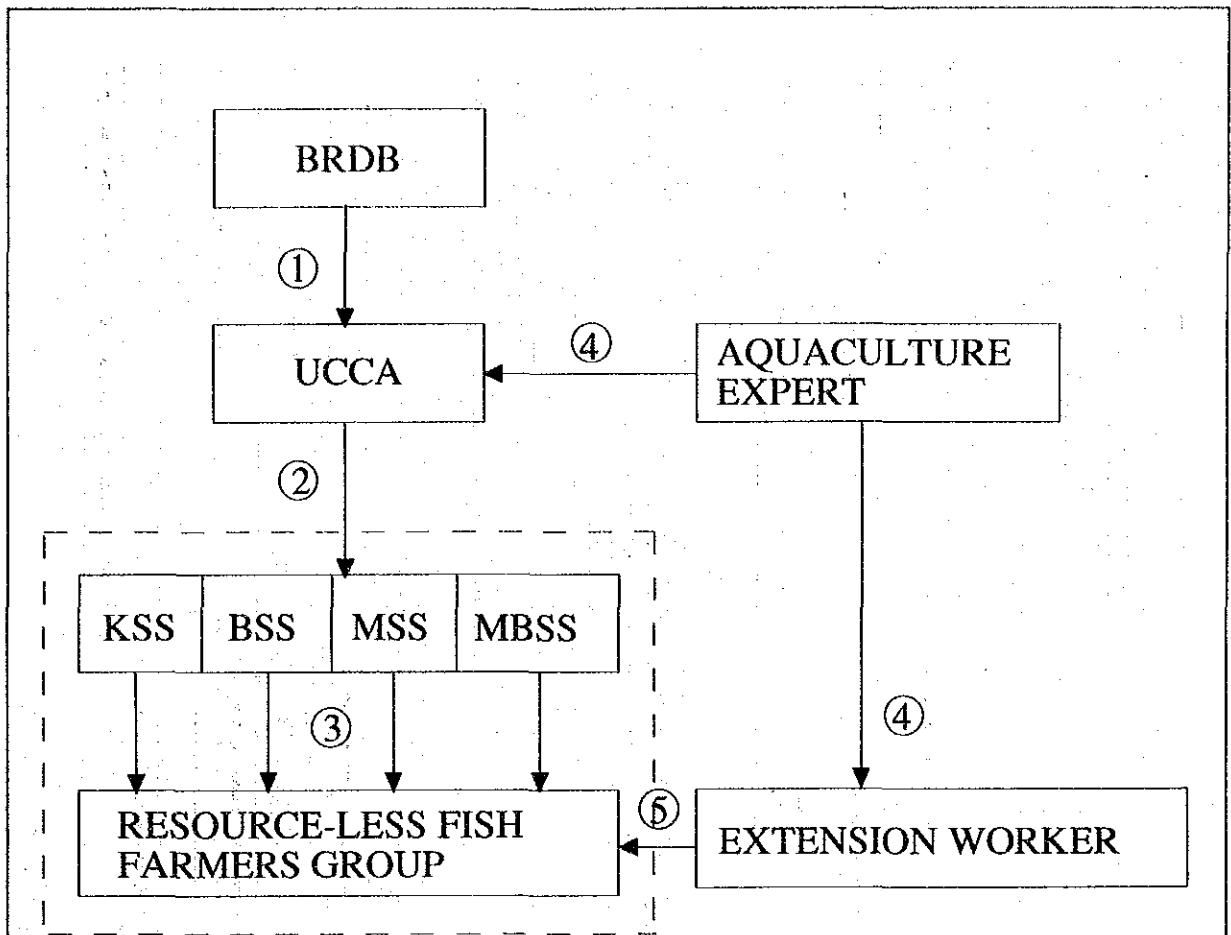 BRDB
①
UCCA
④
AQUACULTURE
EXPERT
②
KSS BSS MSS MBSS
③
④
RESOURCE-LESS FISH
FARMERS GROUP
⑤
EXTENSION WORKER